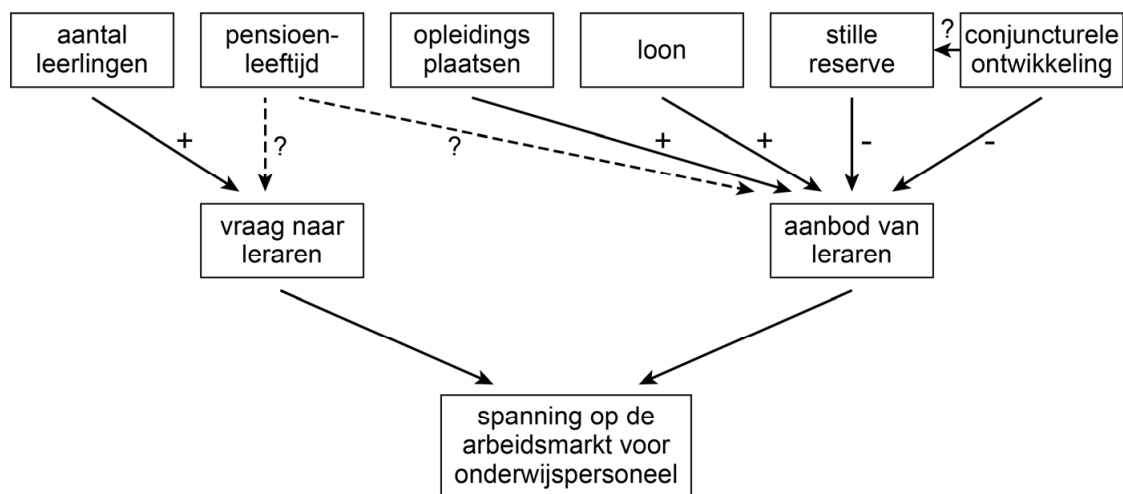 aantal
leerlingen
pensioen-
leeftijd
opleidings
plaatsen
loon
stille
reserve
?
conjuncturele
ontwikkeling
+
?
?
+
+
-
-
vraag naar
leraren
aanbod van
leraren
spanning op de
arbeidsmarkt voor
onderwijspersoneel